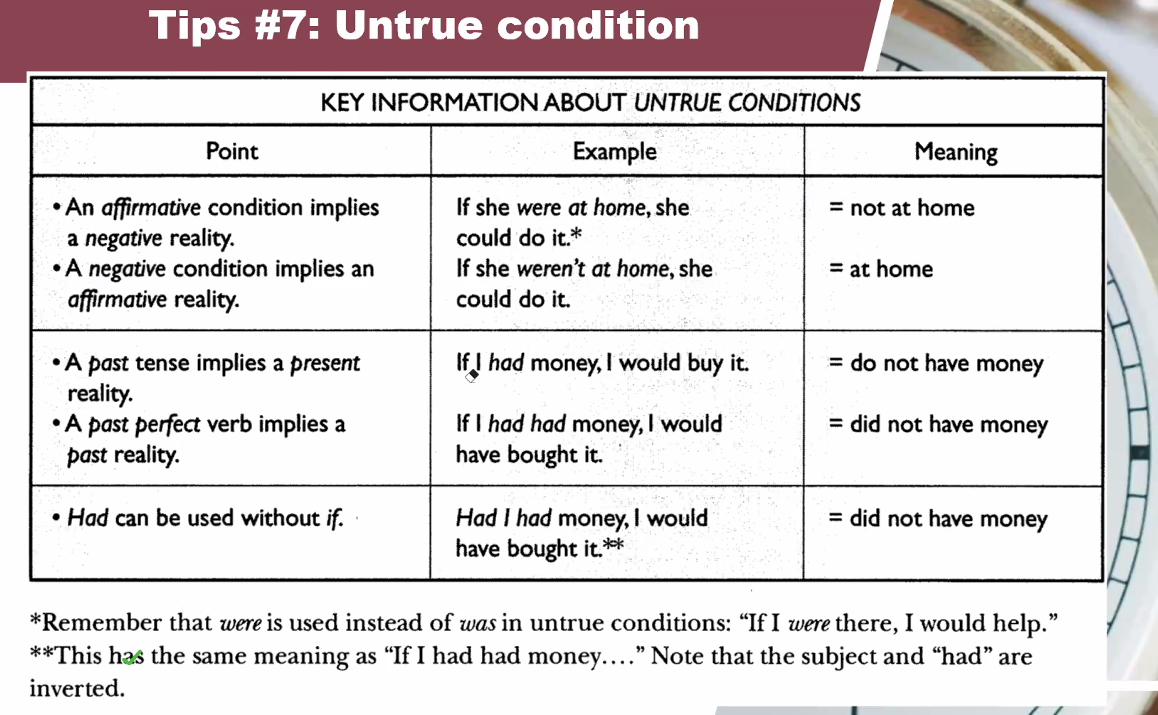 Tips #7: Untrue condition
KEY INFORMATION ABOUT UNTRUE CONDITIONS
Point
Example
Meaning
• An affirmative condition implies
a negative reality.
• A negative condition implies an
affirmative reality.
If she were at home, she
could do it.*
If she weren't at home, she
could do it.
= not at home
= at home
• A past tense implies a present
reality.
• A past perfect verb implies a
past reality.
If I had money, I would buy it.
If I had had money, I would
have bought it.
= do not have money
= did not have money
• Had can be used without if.
Had I had money, I would
have bought it.**
= did not have money
*Remember that were is used instead of was in untrue conditions: “If I were there, I would help.”
**This has the same meaning as “If I had had money....” Note that the subject and “had” are
inverted.